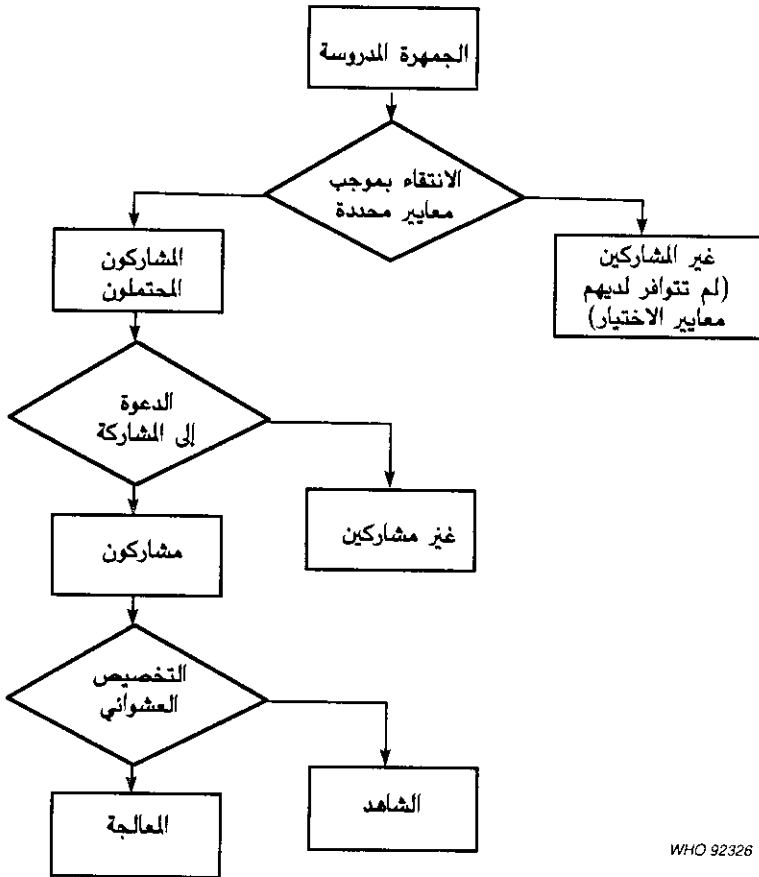 الجمهرة المدروسة
الانتقاء بموجب
معايير محددة
غير المشاركين
(لم تتوافر لديهم
معايير الاختيار)
المشاركون
المحتملون
الدعوة
إلى المشاركة
غير مشاركين
مشاركون
التخصيص
العشوائي
الشاهد
المعالجة
WHO 92326